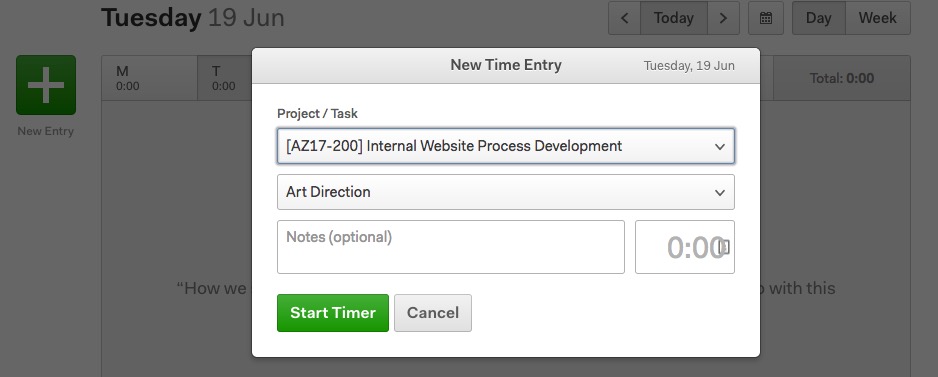 Tuesday 19 Jun
Today
Day
Week
New Entry
M
0:00
T
0:00
Total: 0:00
New Time Entry
Tuesday, 19 Jun
Project / Task
[AZ17-200] Internal Website Process Development
Art Direction
Notes (optional)
0:00
“How we
with this
Start Timer
Cancel